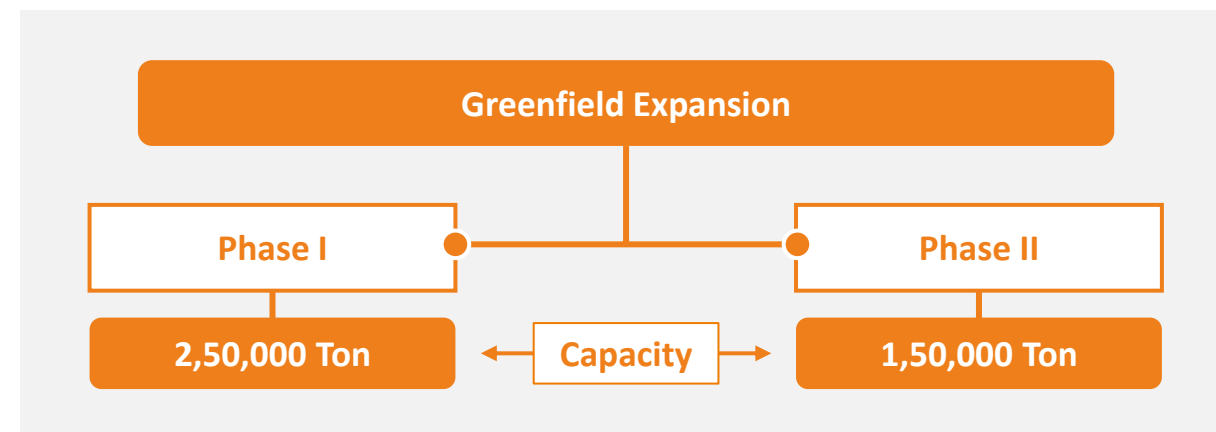 Greenfield Expansion
Phase I
Phase II
2,50,000 Ton
Capacity
1,50,000 Ton